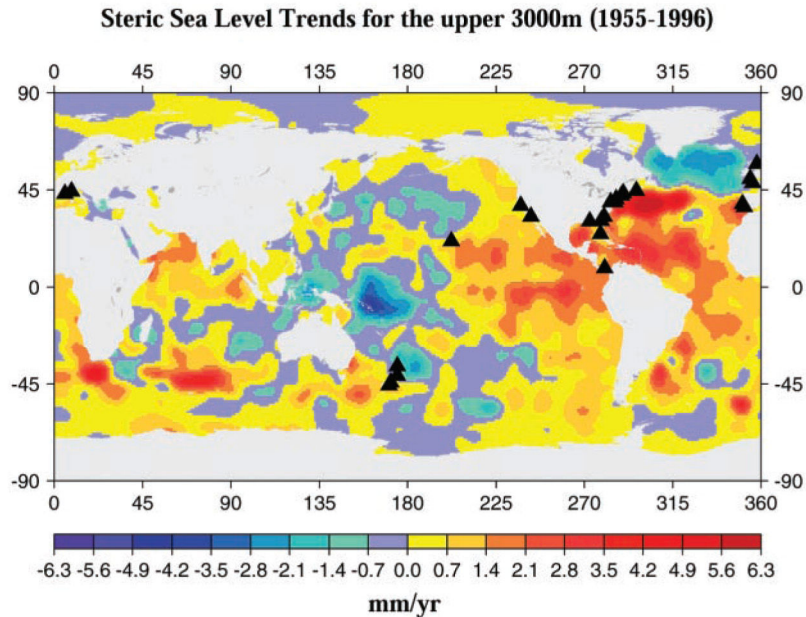 Steric Sea Level Trends for the upper 3000m (1955-1996)
0 45 90 135 180 225 270 315 360
90 90
45 45
0 0
-45 -45
-90 -90
0 45 90 135 180 225 270 315 360
-6.3 -5.6 -4.9 -4.2 -3.5 -2.8 -2.1 -1.4 -0.7 0.0 0.7 1.4 2.1 2.8 3.5 4.2 4.9 5.6 6.3
mm/yr